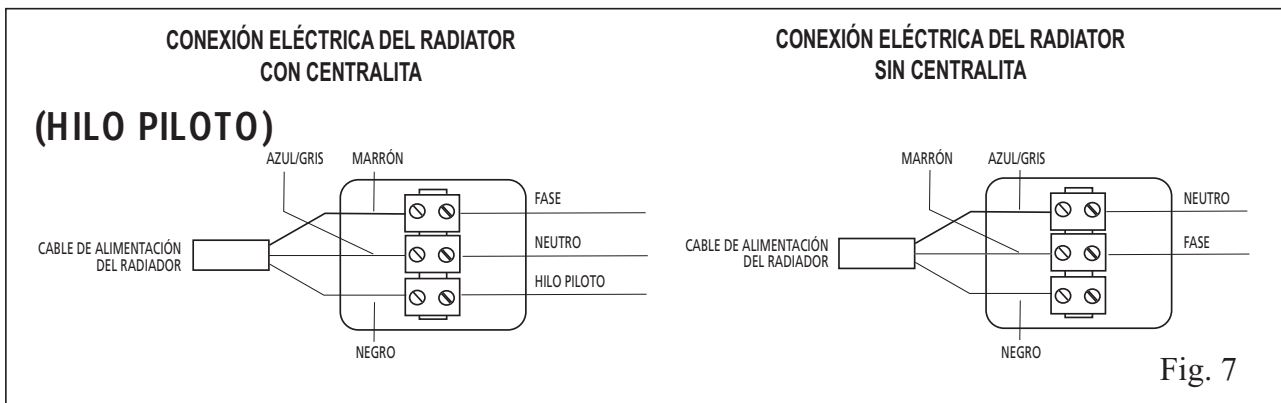 CONEXIÓN ELÉCTRICA DEL RADIATOR
CON CENTRALITA
(HILO PILOTO)
AZUL/GRIS
MARRÓN
FASE
CABLE DE ALIMENTACIÓN
DEL RADIADOR
NEUTRO
HILO PILOTO
NEGRO
CONEXIÓN ELÉCTRICA DEL RADIATOR
SIN CENTRALITA
MARRÓN
AZUL/GRIS
NEUTRO
CABLE DE ALIMENTACIÓN
DEL RADIADOR
FASE
NEGRO
Fig. 7